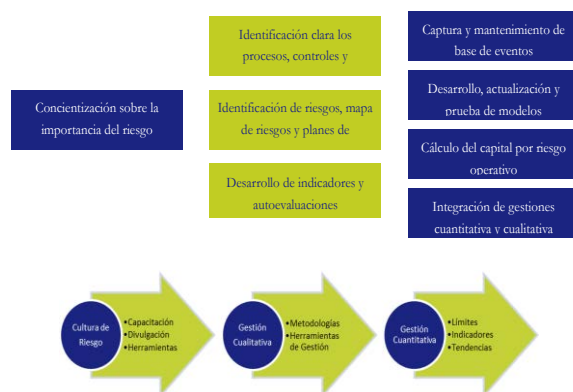 Concientización sobre la
importancia del riesgo
Identificación clara los
procesos, controles y
Identificación de riesgos, mapa
de riesgos y planes de
Desarrollo de indicadores y
autoevaluaciones
Captura y mantenimiento de
base de eventos
Desarrollo, actualización y
prueba de modelos
Cálculo del capital por riesgo
operativo
Integración de gestiones
cuantitativa y cualitativa
Cultura de
Riesgo
•Capacitación
•Divulgación
•Herramientas
Gestión
Cualitativa
•Metodologías
•Herramientas
de Gestión
Gestión
Cuantitativa
•Límites
•Indicadores
•Tendencias